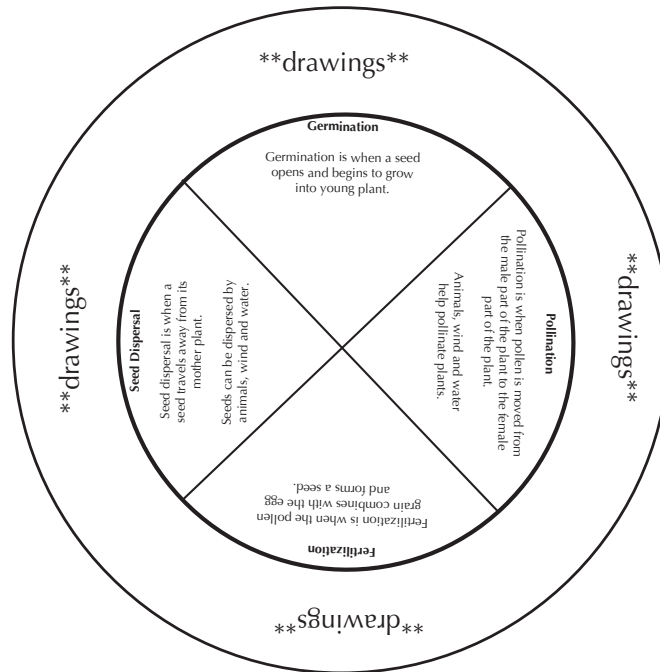 **drawings**
Germination
Germination is when a seed
opens and begins to grow
into young plant.
**drawings**
Pollination
Pollination is when pollen is moved from
the male part of the plant to the female
part of the plant.
Animals, wind and water
help pollinate plants.
**drawings**
Fertilization
Fertilization is when the pollen
grain combines with the egg
and forms a seed.
**drawings**
Seed Dispersal
Seed dispersal is when a
seed travels away from its
mother plant.
Seeds can be dispersed by
animals, wind and water.